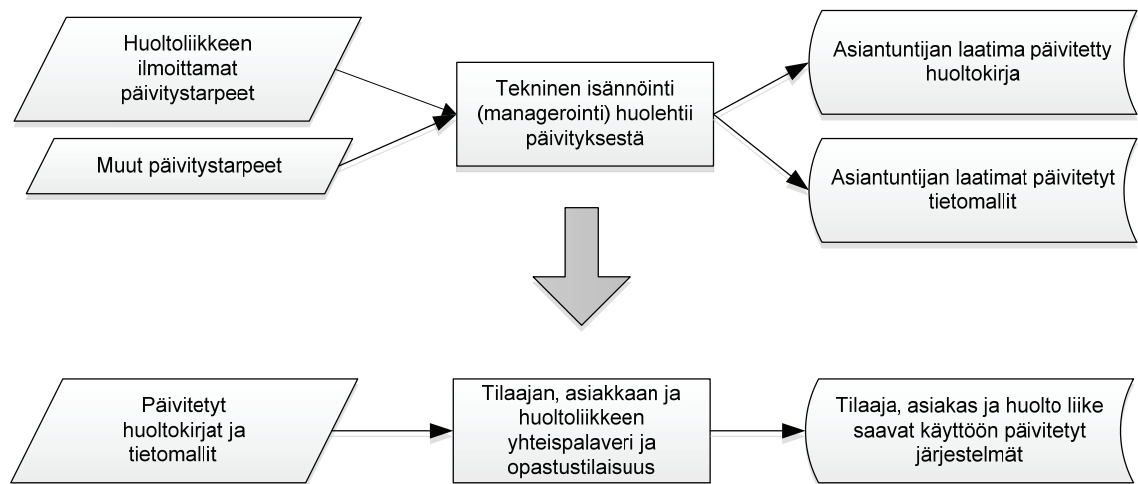 Huoltoliikkeen
ilmoittamat
päivitystarpeet
Muut päivitystarpeet
Tekninen isännöinti
(managerointi) huolehtii
päivityksestä
Asiantuntijan laatima päivitetty
huoltokirja
Asiantuntijan laatimat päivitetyt
tietomallit
Päivitetyt
huoltokirjat ja
tietomallit
Tilaajan, asiakkaan ja
huoltoliikkeen
yhteispalaveri ja
opastustilaisuus
Tilaaja, asiakas ja huolto liike
saavat käyttöön päivitetyt
järjestelmät